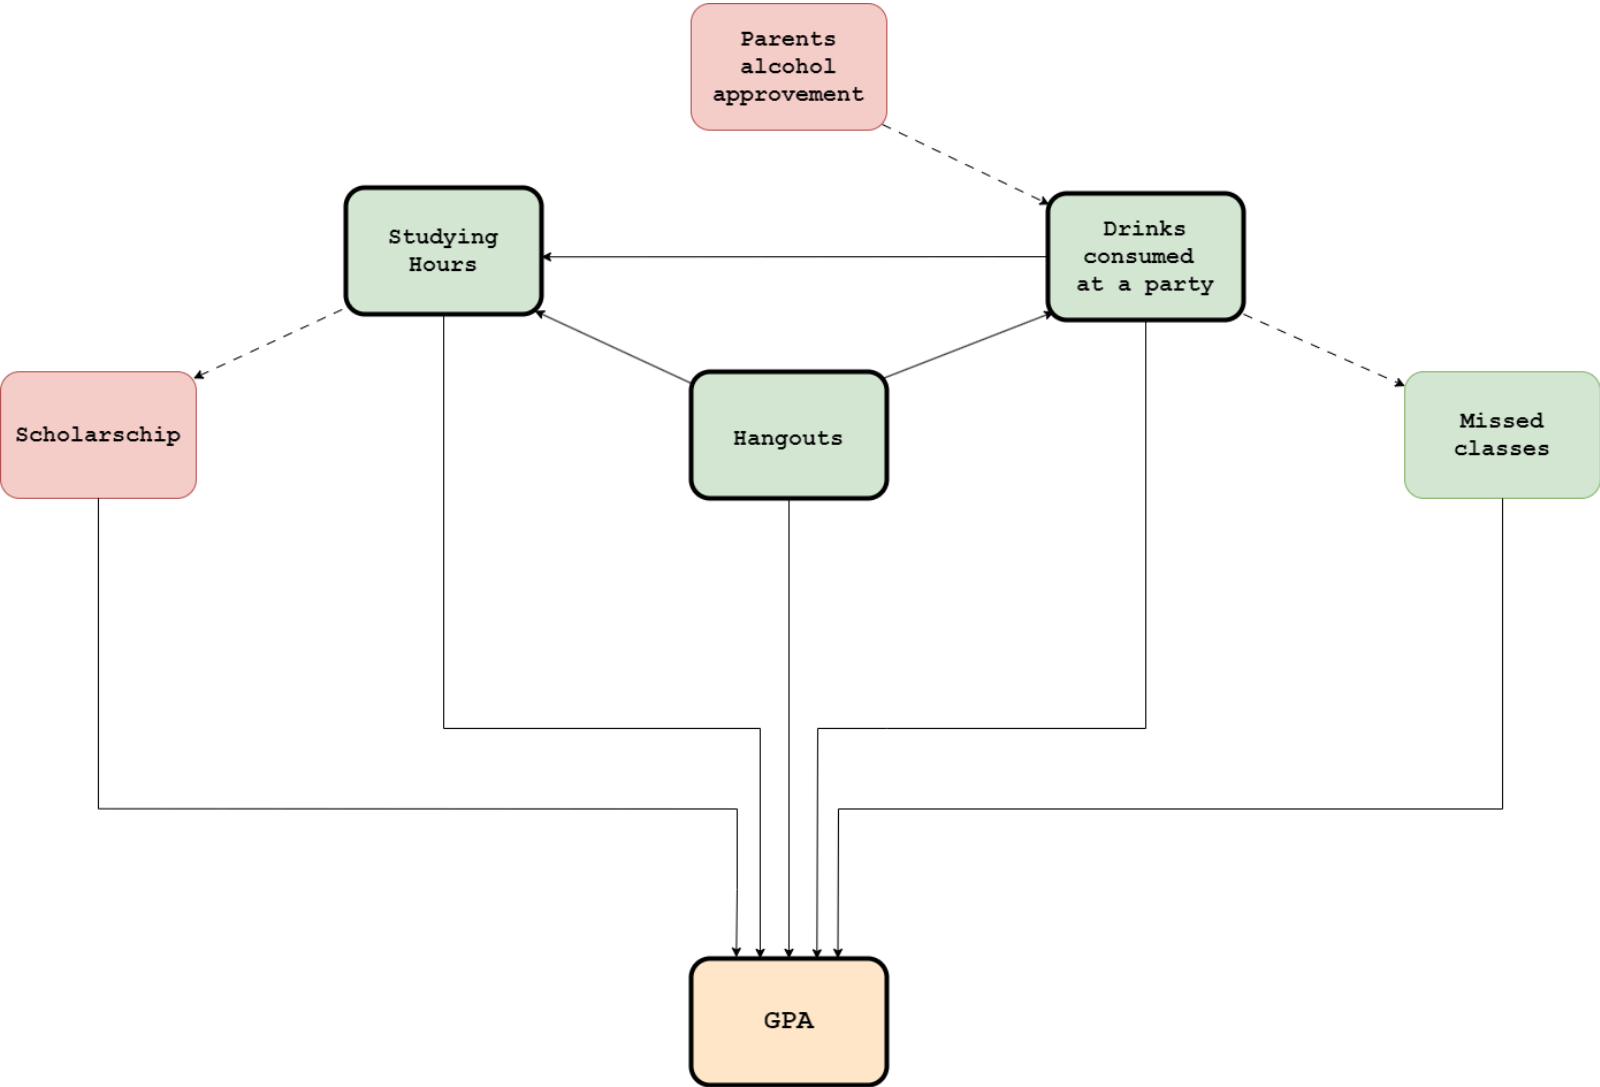 Parents
alcohol
approvement
Studying
Hours
Drinks
consumed
at a party
Scholarschip
Hangouts
Missed
classes
GPA